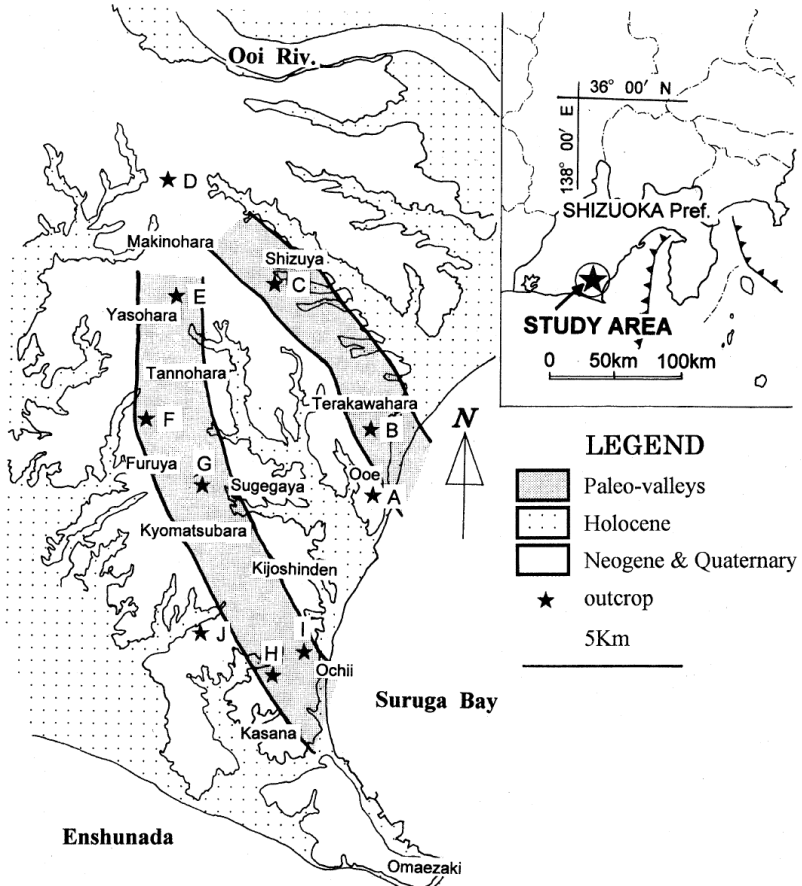 Ooi Riv.
D
Makinohara
Shizuya
C
E
Yasohara
Tannohara
Terakawahara
F
B
Furuya
G
Sugegaya
Ooe
A
Kyomatsubara
Kijoshinden
J
I
H
Ochii
Kasana
Suruga Bay
Enshunada
Omaezaki
N
36° 00' N
138° 00' E
SHIZUOKA Pref.
STUDY AREA
0 50km 100km
LEGEND
Paleo-valleys
Holocene
Neogene & Quaternary
outcrop
5Km